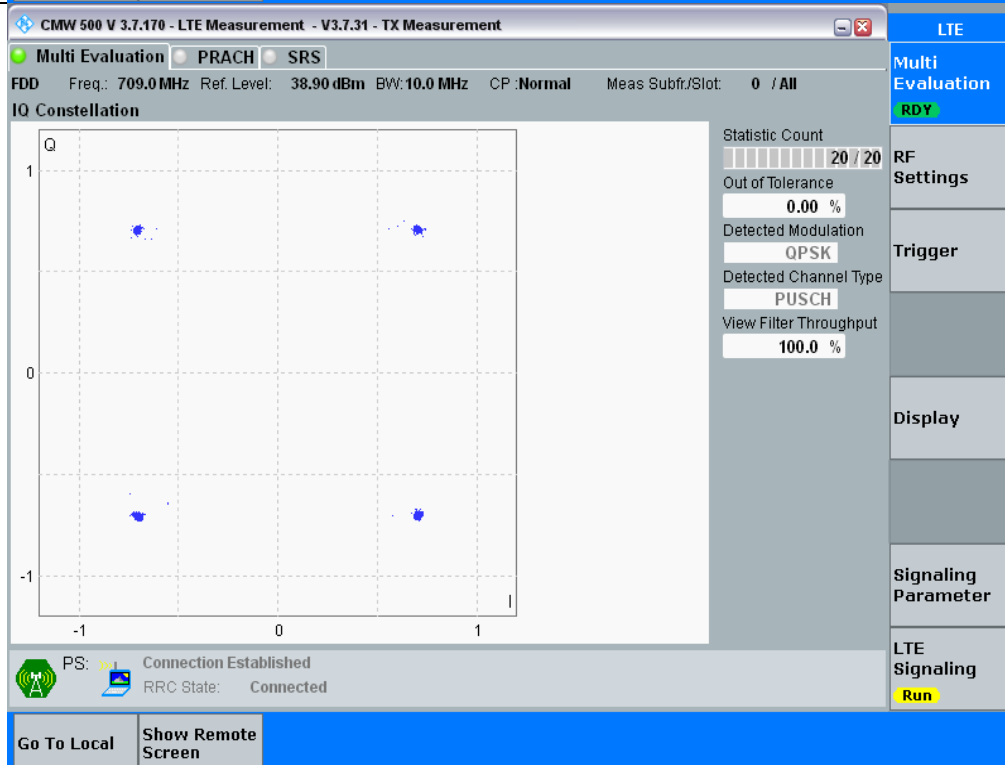 CMW 500 V 3.7.170 - LTE Measurement - V3.7.31 - TX Measurement
LTE
Multi Evaluation PRACH SRS
Multi Evaluation
RDY
FDD Freq.: 709.0 MHz Ref. Level: 38.90 dBm BW: 10.0 MHz CP :Normal Meas Subfr./Slot: 0 / All
IQ Constellation
Q
1
0
-1
-1 0 1
I
Statistic Count
20 / 20
Out of Tolerance
0.00 %
Detected Modulation
QPSK
Detected Channel Type
PUSCH
View Filter Throughput
100.0 %
RF
Settings
Trigger
Display
Signaling
Parameter
LTE
Signaling
Run
PS: Connection Established
RRC State: Connected
Go To Local
Show Remote
Screen